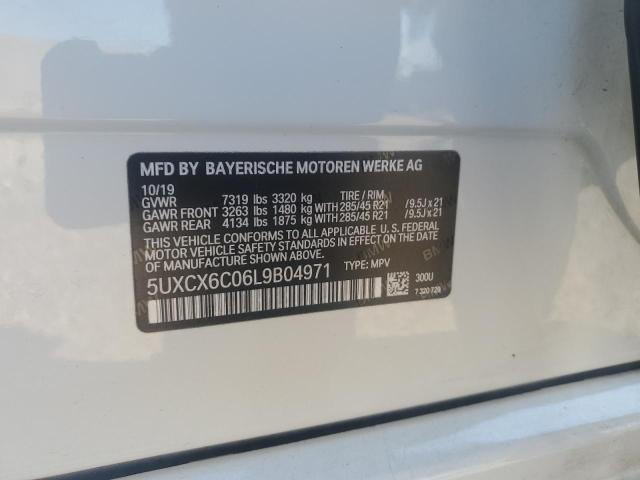 MFD BY BAYERISCHE MOTOREN WERKE AG
10/19
GVWR 7319 lbs 3320 kg TIRE / RIM
GAWR FRONT 3263 lbs 1480 kg WITH 285/45 R21 /9.5J x 21
GAWR REAR 4134 lbs 1875 kg WITH 285/45 R21 /9.5J x 21
THIS VEHICLE CONFORMS TO ALL APPLICABLE U.S. FEDERAL
MOTOR VEHICLE SAFETY STANDARDS IN EFFECT ON THE DATE
OF MANUFACTURE SHOWN ABOVE.
5UXCX6C06L9B04971 TYPE: MPV
300U
7 320 720